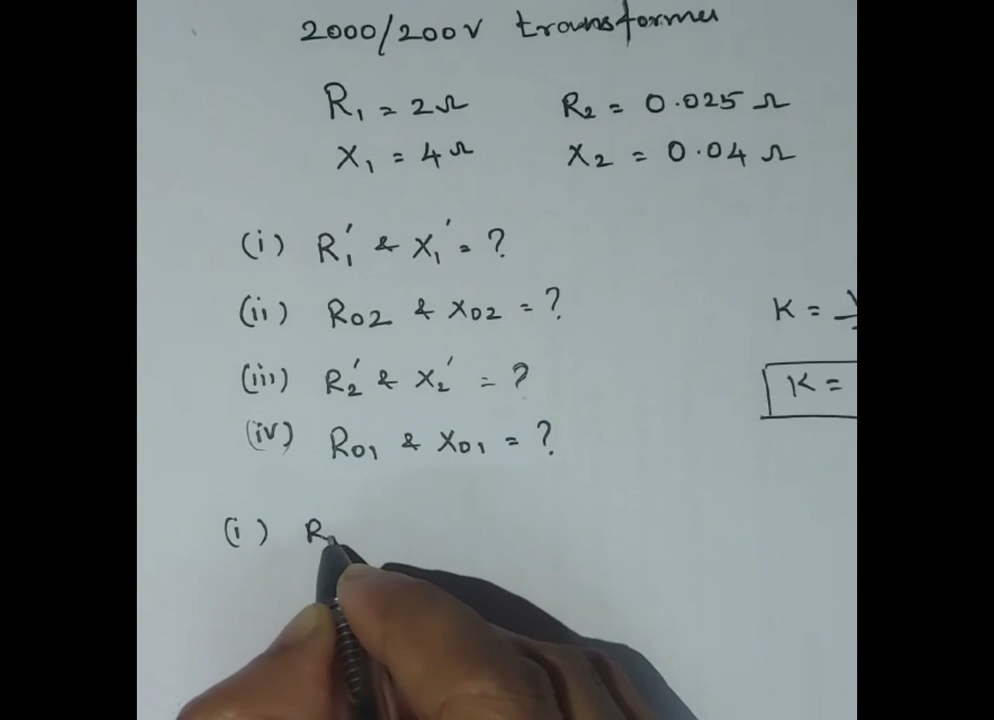 2000/200V transformer
R₁ = 2Ω R₂ = 0.025 Ω
X₁ = 4Ω X₂ = 0.04 Ω
(i) R₁' & X₁' = ?
(ii) R₀₂ & X₀₂ = ?
K =
(iii) R₂' & X₂' = ?
K =
(iv) R₀₁ & X₀₁ = ?
(i) R